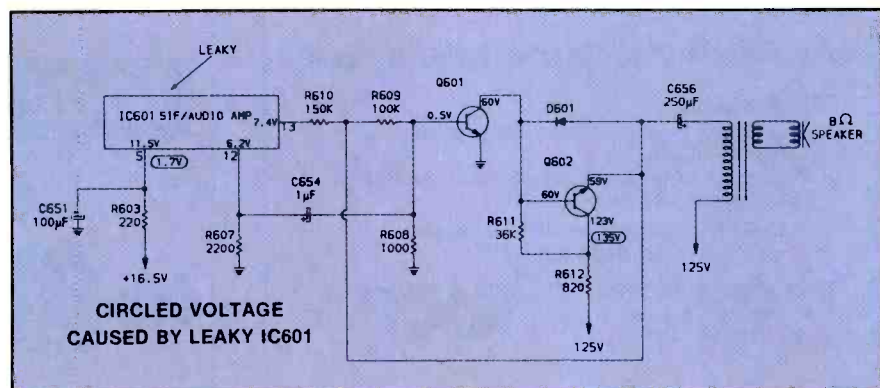 LEAKY
IC601 SIF/AUDIO AMP
7.4V
13
11.5V
6.2V
5
1.7V
12
R610
150K
R609
100K
Q601
60V
0.5V
D601
C656
250µF
8Ω
SPEAKER
Q602
59V
60V
123V
135V
C651
100µF
R603
220
C654
1µF
R607
2200
R608
1000
R611
36K
R612
820
125V
+16.5V
125V
CIRCLED VOLTAGE
CAUSED BY LEAKY IC601